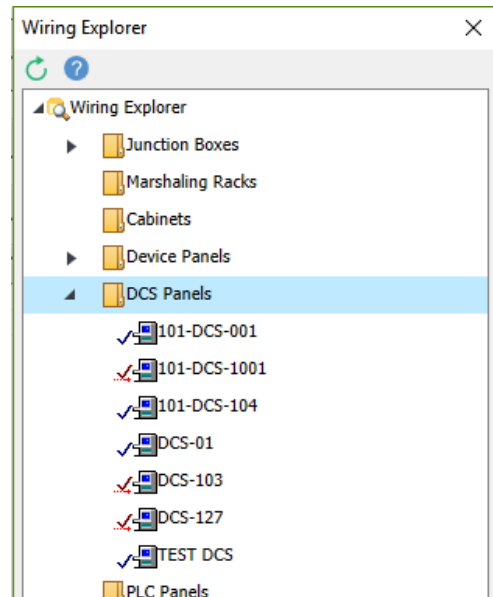 Wiring Explorer
Wiring Explorer
Junction Boxes
Marshaling Racks
Cabinets
Device Panels
DCS Panels
101-DCS-001
101-DCS-1001
101-DCS-104
DCS-01
DCS-103
DCS-127
TEST DCS
PLC Panels